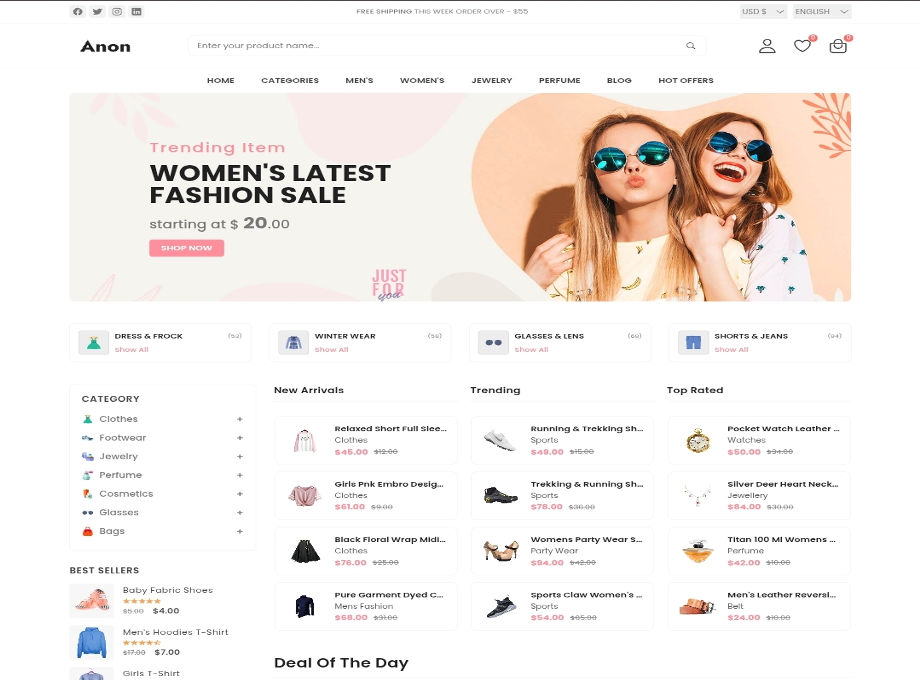 FREE SHIPPING THIS WEEK ORDER OVER - $55
USD $
ENGLISH
Anon
Enter your product name...
0
0
HOME
CATEGORIES
MEN'S
WOMEN'S
JEWELRY
PERFUME
BLOG
HOT OFFERS
Trending Item
WOMEN'S LATEST
FASHION SALE
starting at $ 20.00
SHOP NOW
JUST
FOR
you
DRESS & FROCK
(53)
Show All
WINTER WEAR
(58)
Show All
GLASSES & LENS
(68)
Show All
SHORTS & JEANS
(84)
Show All
CATEGORY
Clothes +
Footwear +
Jewelry +
Perfume +
Cosmetics +
Glasses +
Bags +
BEST SELLERS
Baby Fabric Shoes
$5.00 $4.00
Men's Hoodies T-Shirt
$17.00 $7.00
Girls T-Shirt
New Arrivals
Relaxed Short Full Slee...
Clothes
$45.00 $12.00
Girls Pnk Embro Desig...
Clothes
$61.00 $9.00
Black Floral Wrap Midi...
Clothes
$76.00 $25.00
Pure Garment Dyed C...
Mens Fashion
$68.00 $31.00
Trending
Running & Trekking Sh...
Sports
$49.00 $15.00
Trekking & Running Sh...
Sports
$78.00 $36.00
Womens Party Wear S...
Party Wear
$94.00 $42.00
Sports Claw Women's ...
Sports
$54.00 $65.00
Top Rated
Pocket Watch Leather ...
Watches
$50.00 $34.00
Silver Deer Heart Neck...
Jewellery
$84.00 $30.00
Titan 100 Ml Womens ...
Perfume
$42.00 $10.00
Men's Leather Reversi...
Belt
$24.00 $10.00
Deal Of The Day